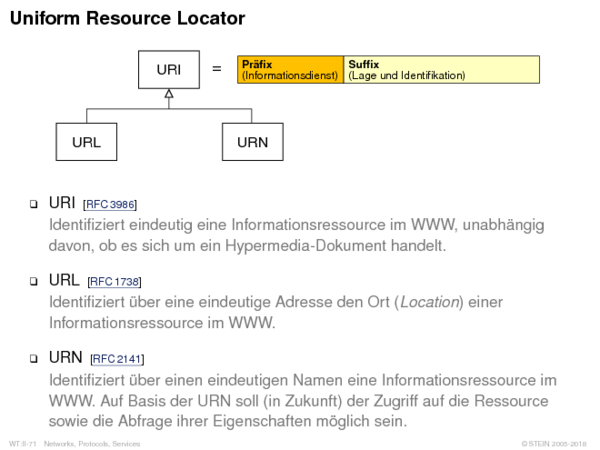 Uniform Resource Locator
URI = Präfix Suffix
(Informationsdienst) (Lage und Identifikation)
URL URN
❑ URI [RFC 3986]
Identifiziert eindeutig eine Informationsressource im WWW, unabhängig
davon, ob es sich um ein Hypermedia-Dokument handelt.
❑ URL [RFC 1738]
Identifiziert über eine eindeutige Adresse den Ort (Location) einer
Informationsressource im WWW.
❑ URN [RFC 2141]
Identifiziert über einen eindeutigen Namen eine Informationsressource im
WWW. Auf Basis der URN soll (in Zukunft) der Zugriff auf die Ressource
sowie die Abfrage ihrer Eigenschaften möglich sein.
WT:II-71 Networks, Protocols, Services © STEIN 2005-2018